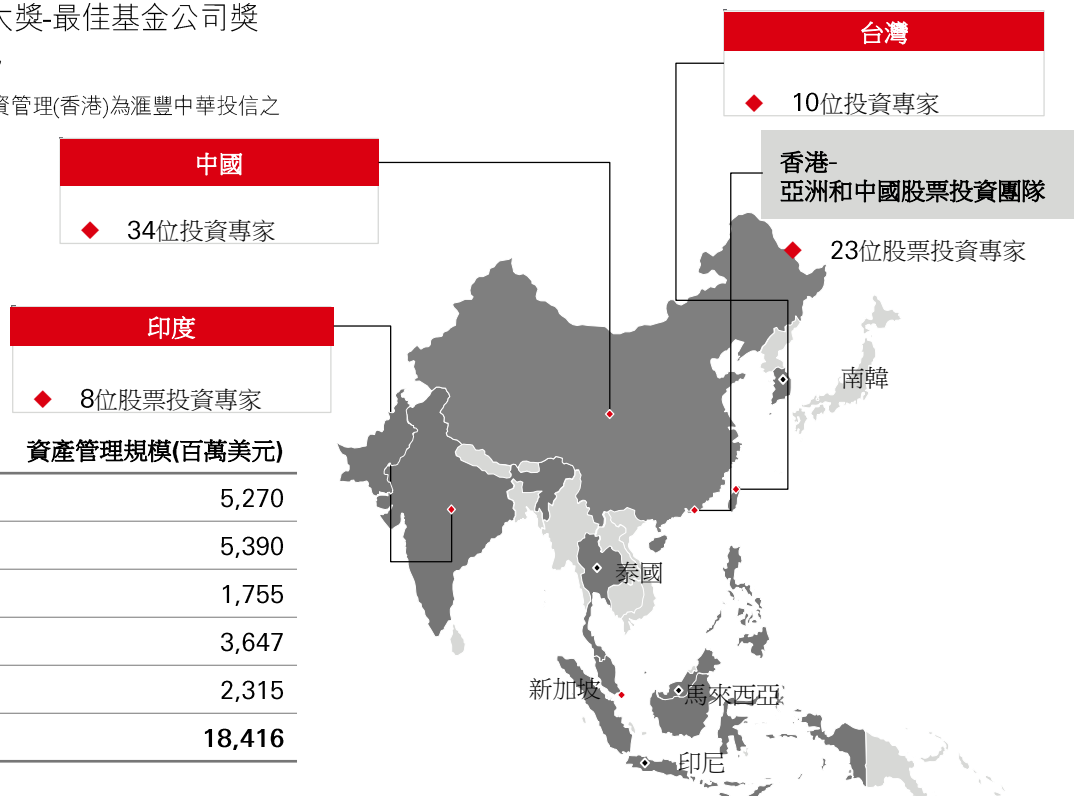 大獎-最佳基金公司獎
資管理(香港)為滙豐中華投信之
台灣
10位投資專家
香港-
亞洲和中國股票投資團隊
23位股票投資專家
中國
34位投資專家
印度
8位股票投資專家
資產管理規模(百萬美元)
5,270
5,390
1,755
3,647
2,315
18,416
南韓
泰國
新加坡
馬來西亞
印尼